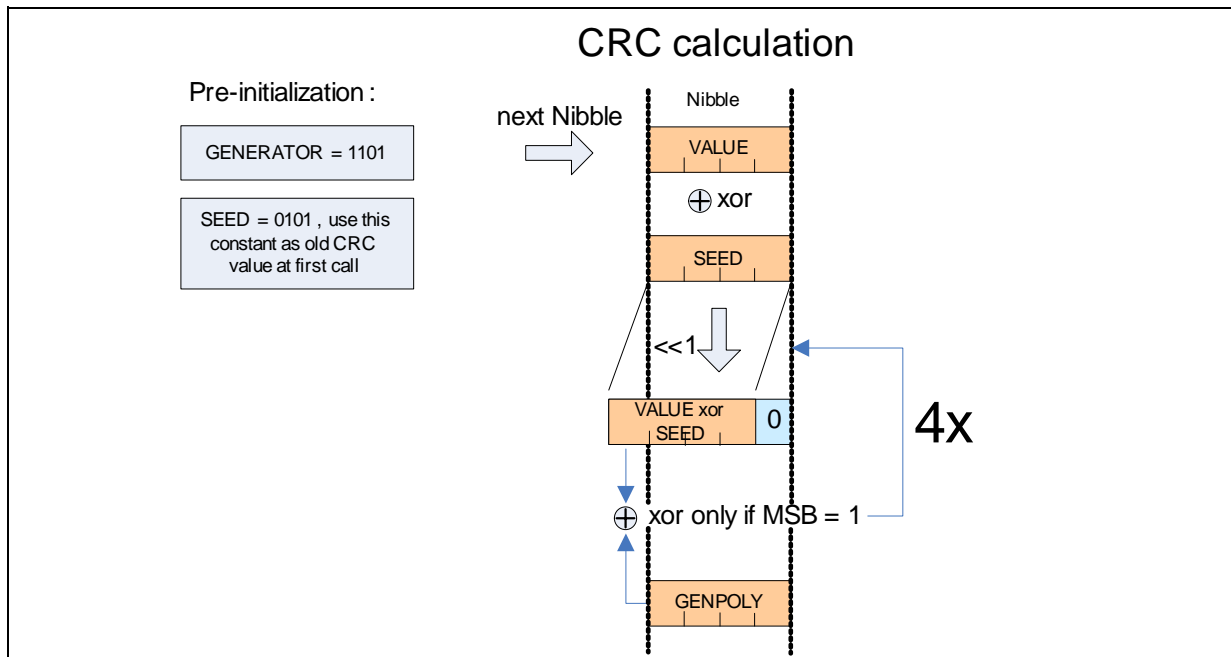 CRC calculation
Pre-initialization :
GENERATOR = 1101
SEED = 0101 , use this
constant as old CRC
value at first call
next Nibble
Nibble
VALUE
xor
SEED
<<1
VALUE xor
SEED
0
4x
xor only if MSB = 1
GENPOLY